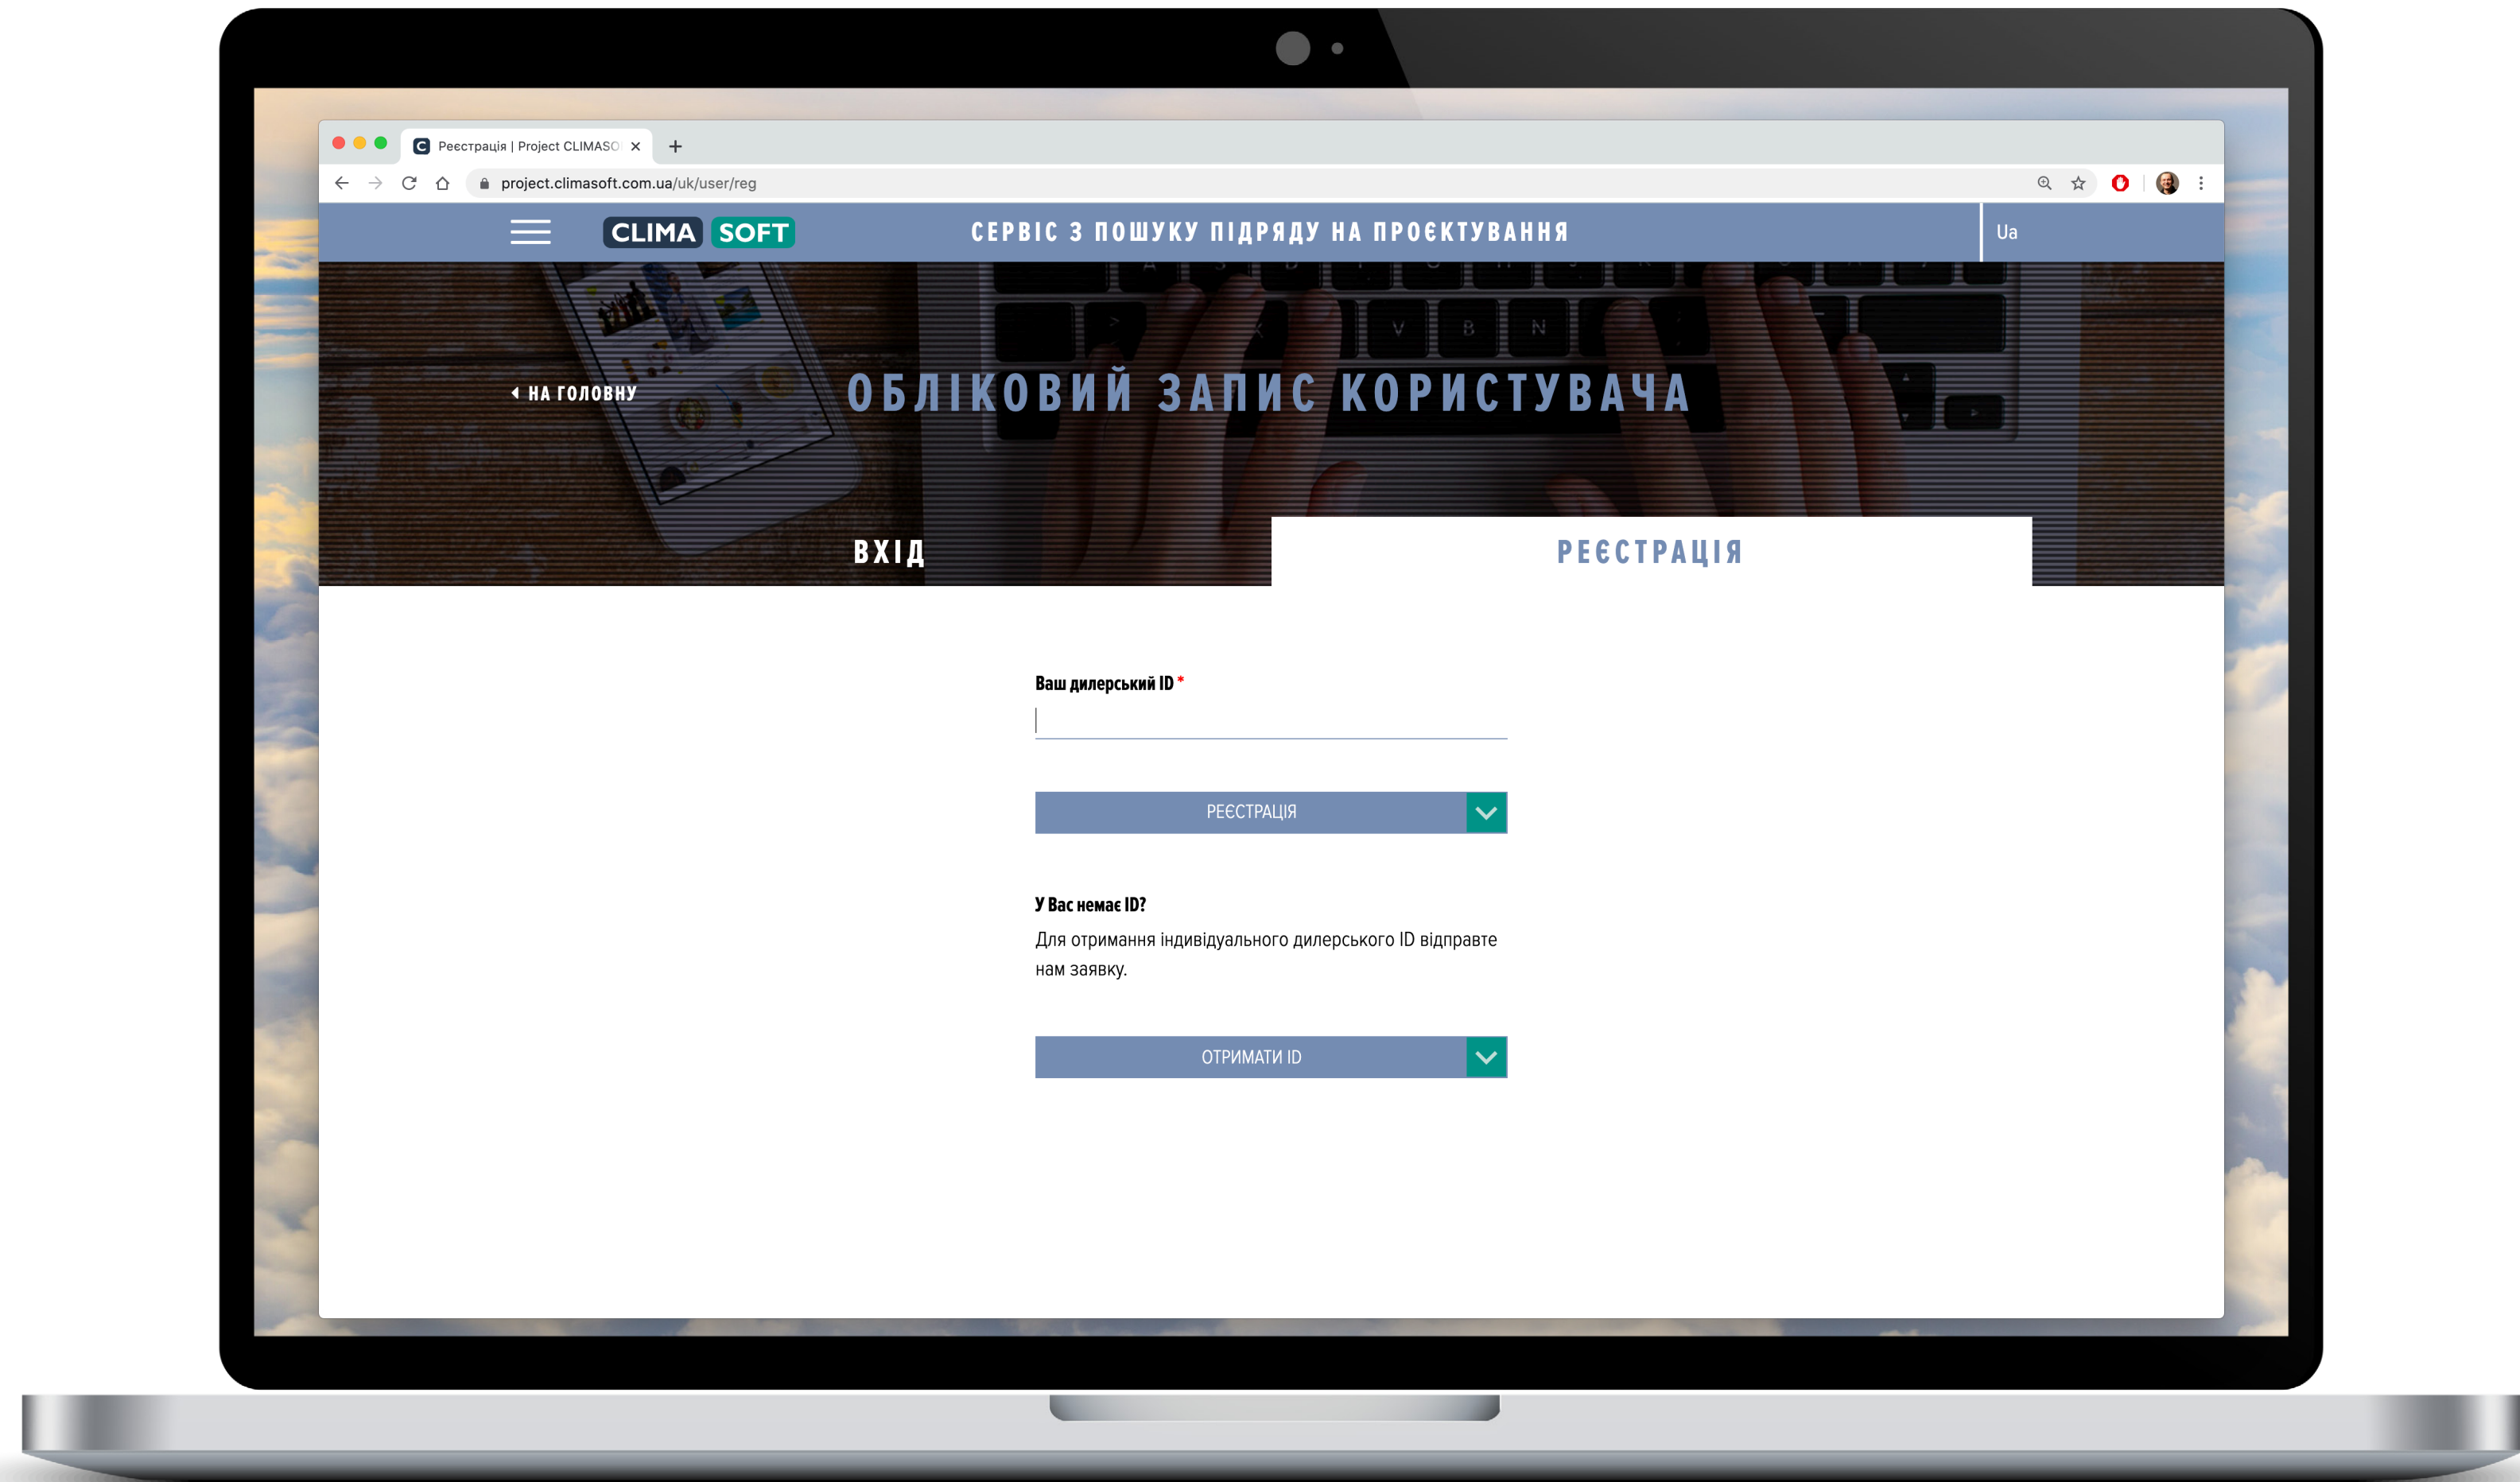 Реєстрація | Project CLIMASO
project.climasoft.com.ua/uk/user/reg
CLIMA SOFT
СЕРВІС З ПОШУКУ ПІДРЯДУ НА ПРОЄКТУВАННЯ
Ua
НА ГОЛОВНУ
ОБЛІКОВИЙ ЗАПИС КОРИСТУВАЧА
V B N
ВХІД
РЕЄСТРАЦІЯ
Ваш дилерський ID *
РЕЄСТРАЦІЯ
У Вас немає ID?
Для отримання індивідуального дилерського ID відправте
нам заявку.
ОТРИМАТИ ID